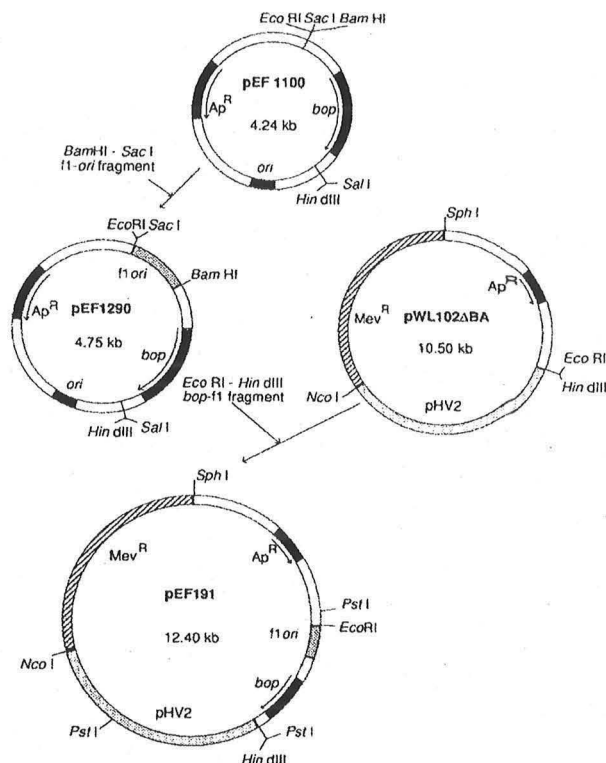 Eco RI Sac I Bam HI
pEF 1100
Ap^R
bop
4.24 kb
BamHI - Sac I
f1-ori fragment
ori
Sal I
Hin dIII
EcoRI Sac I
f1 ori
Bam HI
Ap^R
pEF1290
4.75 kb
bop
ori
Hin dIII
Sal I
Sph I
Ap^R
Mev^R
pWL102ΔBA
10.50 kb
Eco RI
Hin dIII
Nco I
pHV2
Eco RI - Hin dIII
bop-f1 fragment
Sph I
Mev^R
Ap^R
pEF191
Pst I
EcoRI
12.40 kb
f1 ori
Nco I
bop
pHV2
Pst I
Pst I
Hin dIII